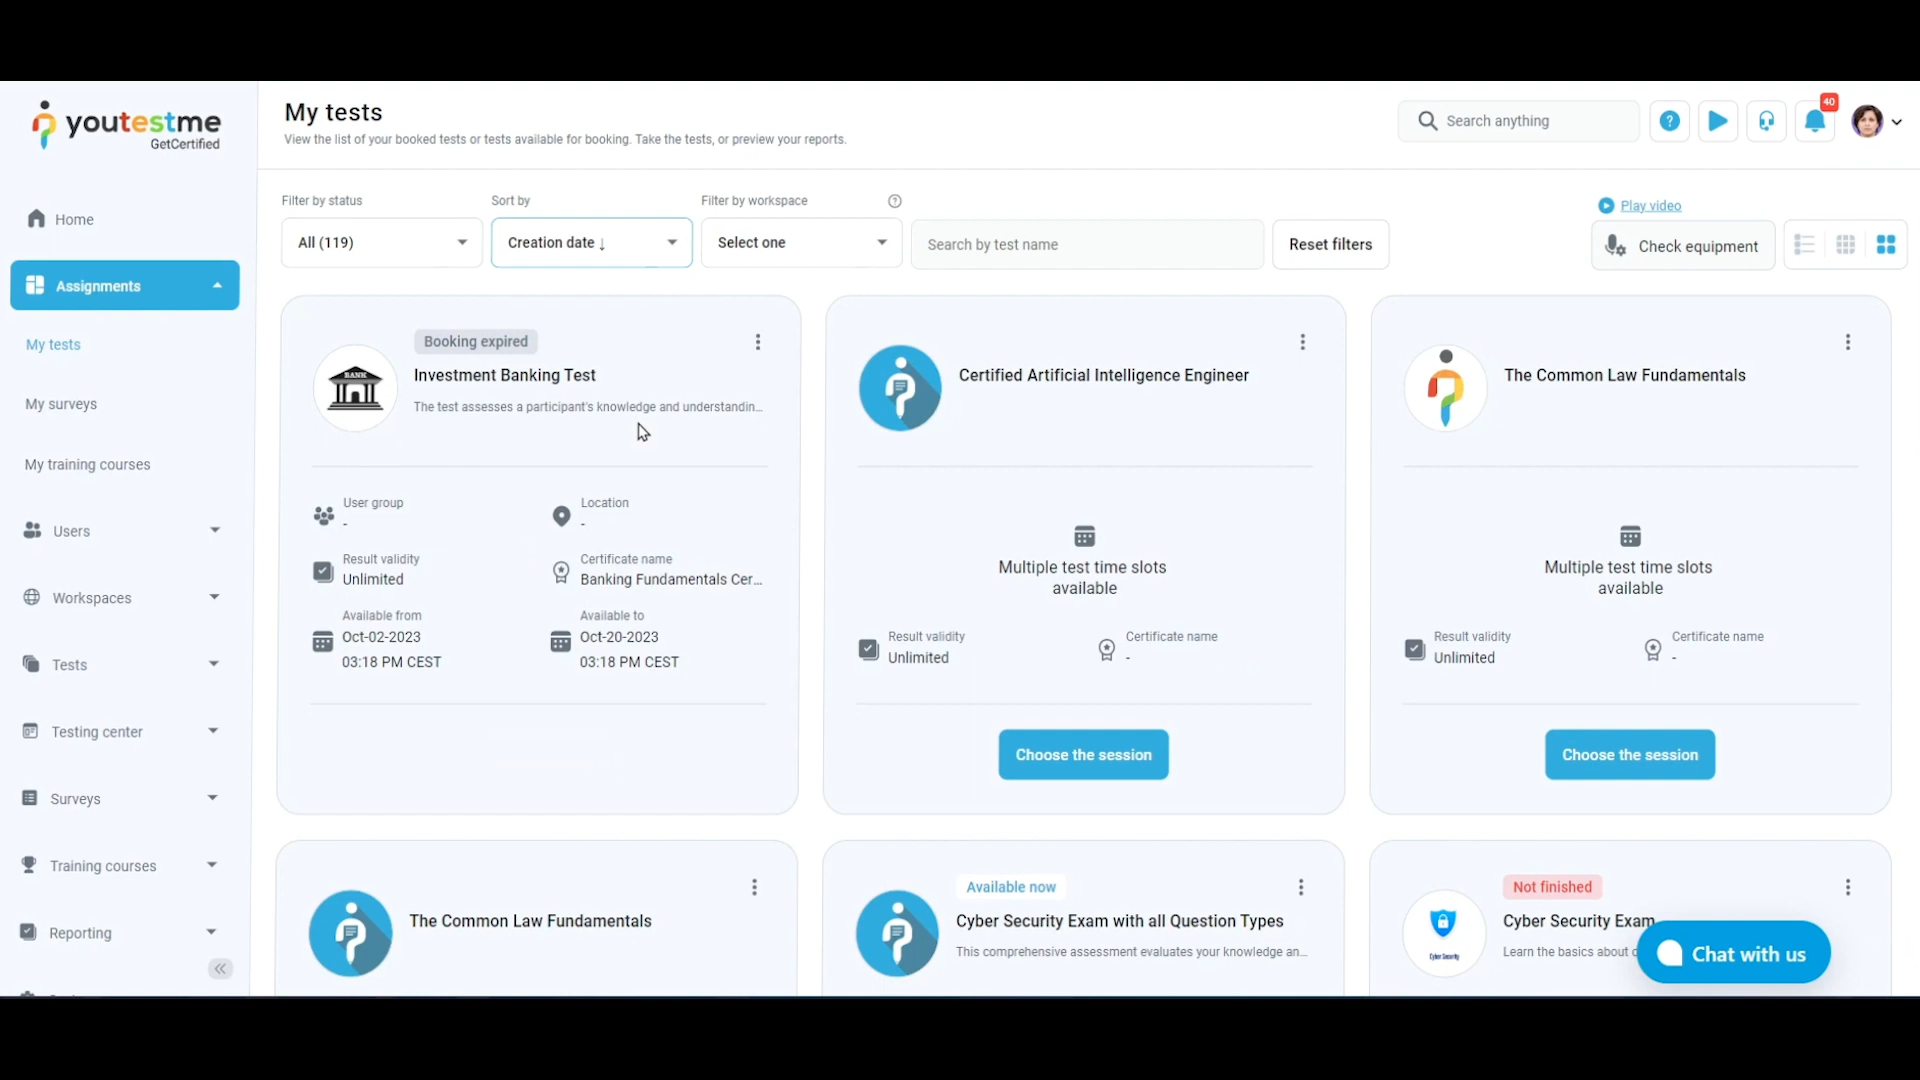 youtestme
GetCertified
My tests
View the list of your booked tests or tests available for booking. Take the tests, or preview your reports.
Search anything
40
Home
Assignments
My tests
My surveys
My training courses
Users
Workspaces
Tests
Testing center
Surveys
Training courses
Reporting
Filter by status
All (119)
Sort by
Creation date ↓
Filter by workspace
Select one
Search by test name
Reset filters
Play video
Check equipment
Booking expired
Investment Banking Test
The test assesses a participant's knowledge and understandin...
BANK
User group
-
Location
-
Result validity
Unlimited
Certificate name
Banking Fundamentals Cer...
Available from
Oct-02-2023
03:18 PM CEST
Available to
Oct-20-2023
03:18 PM CEST
Certified Artificial Intelligence Engineer
Multiple test time slots
available
Result validity
Unlimited
Certificate name
-
Choose the session
The Common Law Fundamentals
Multiple test time slots
available
Result validity
Unlimited
Certificate name
-
Choose the session
The Common Law Fundamentals
Available now
Cyber Security Exam with all Question Types
This comprehensive assessment evaluates your knowledge an...
Not finished
Cyber Security Exam
Learn the basics about
Cyber Security
Chat with us